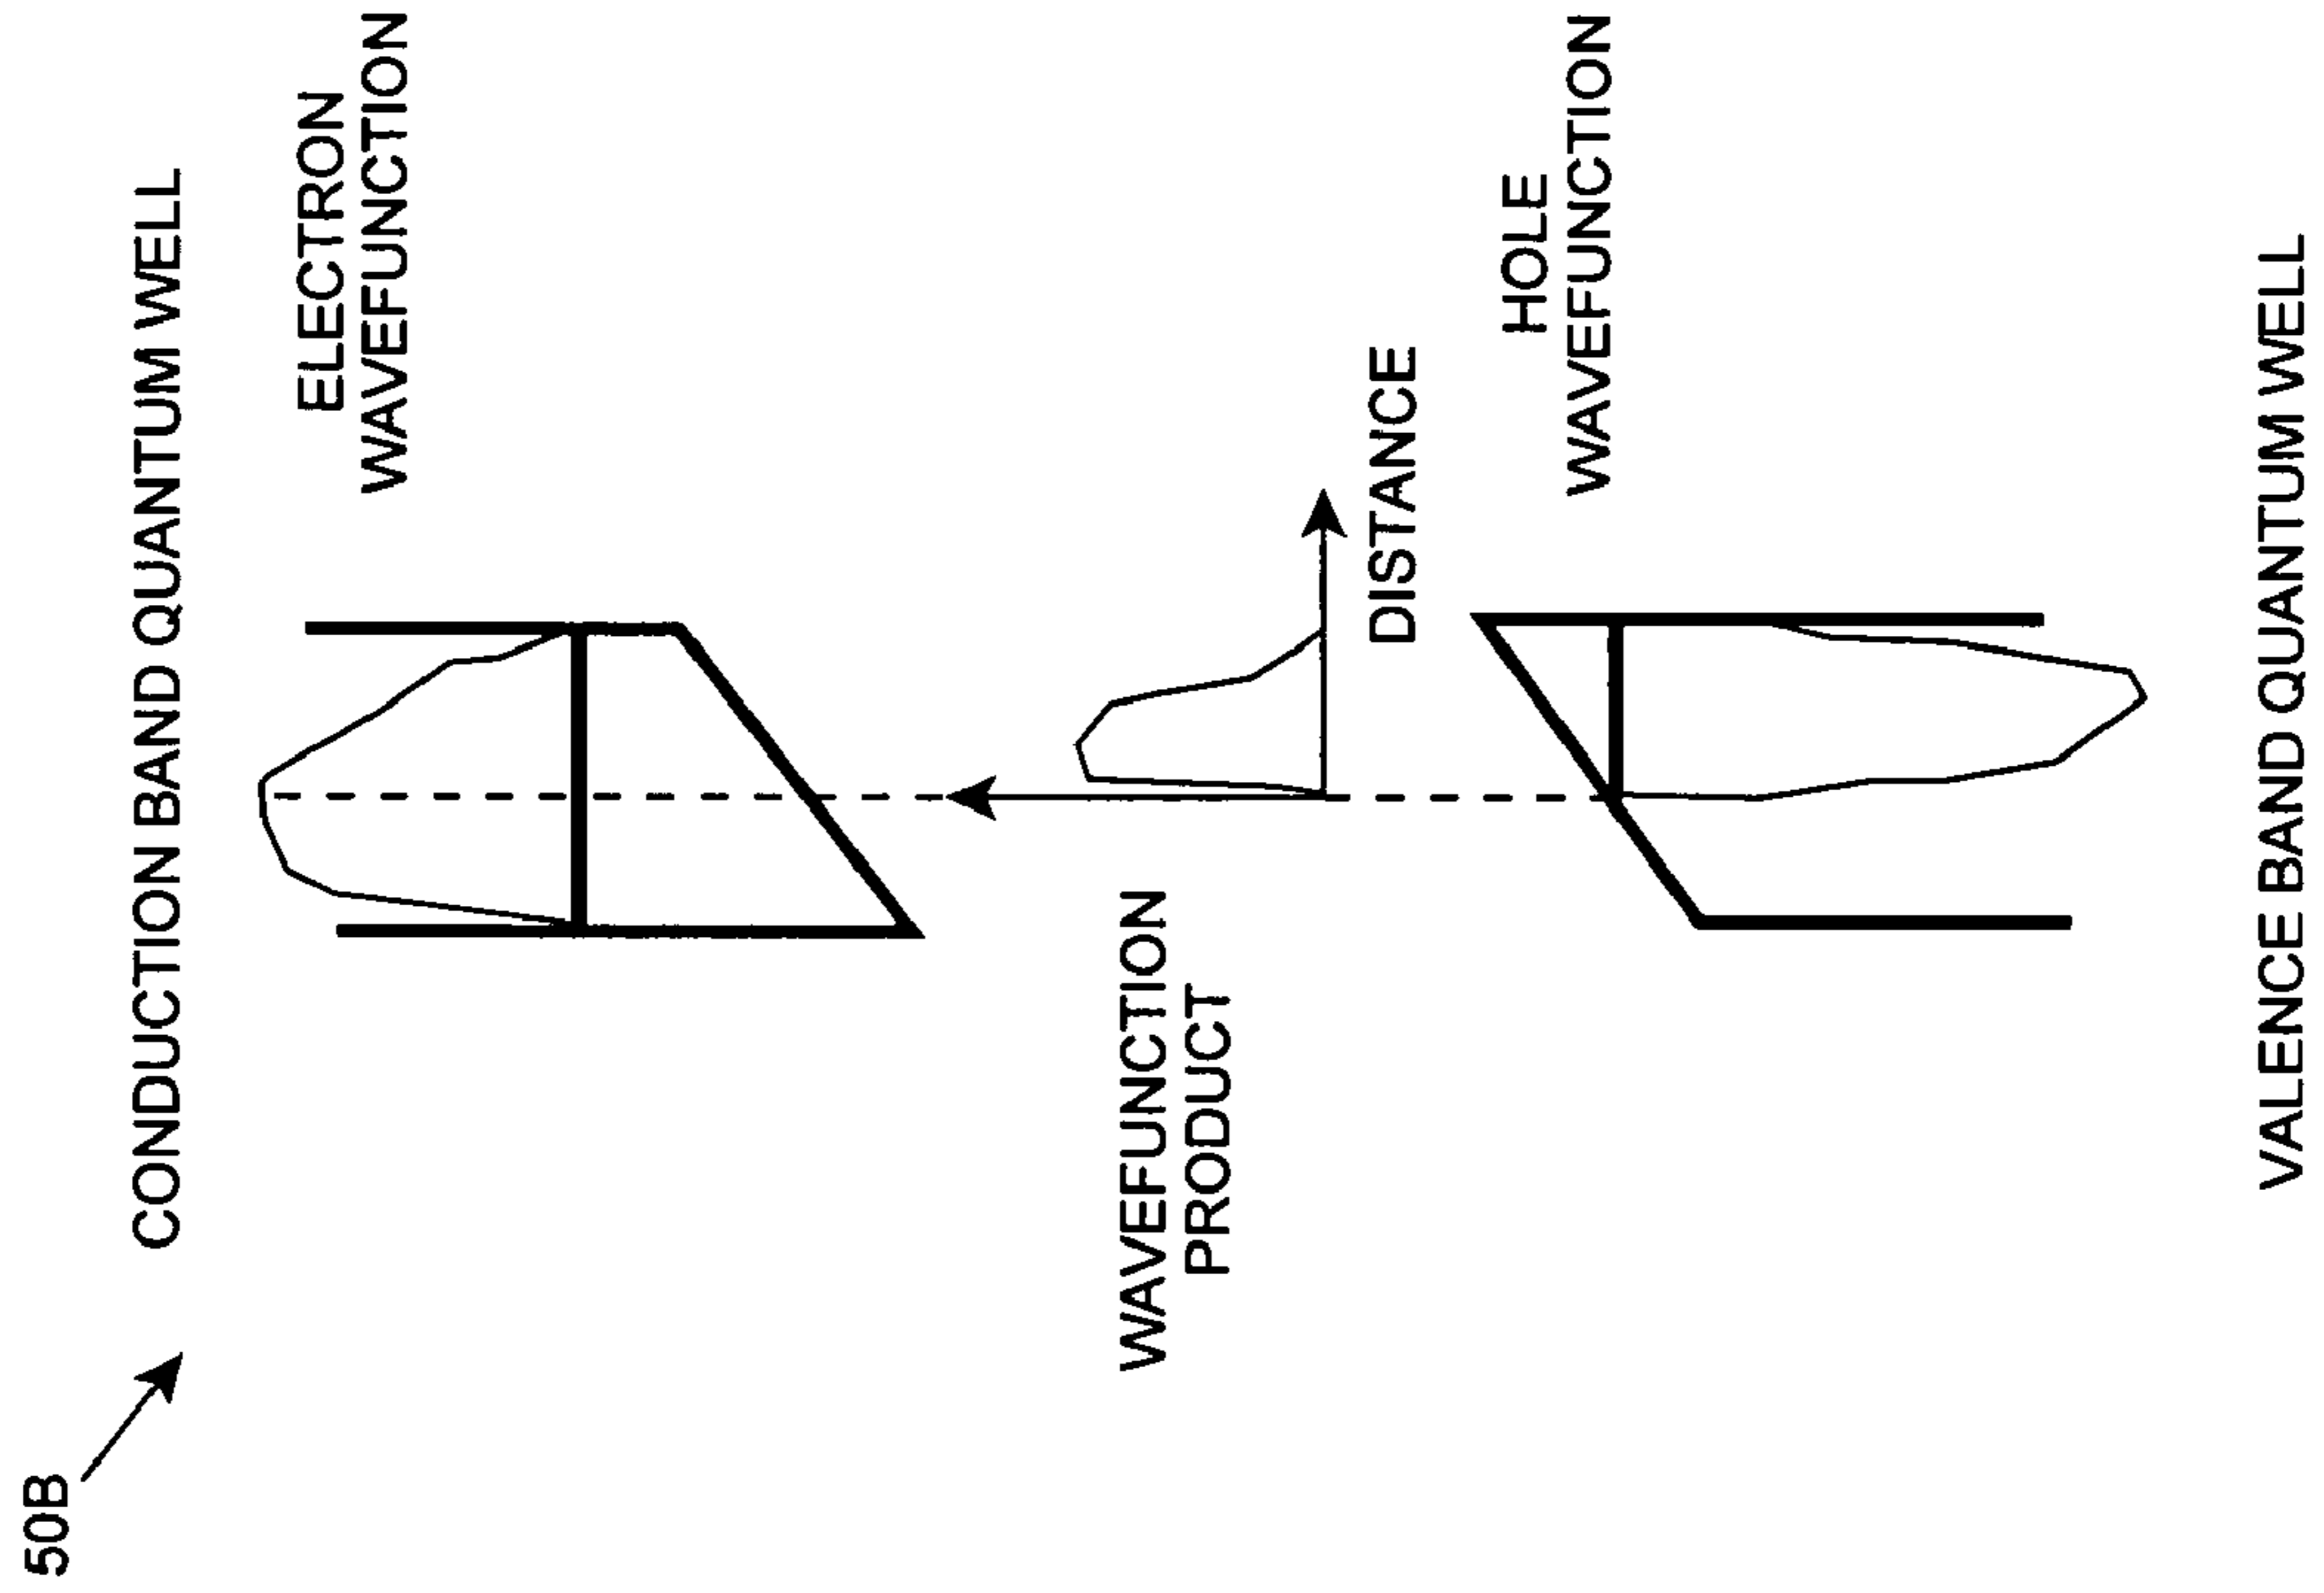 50B
CONDUCTION BAND QUANTUM WELL
ELECTRON
WAVEFUNCTION
WAVEFUNCTION
PRODUCT
DISTANCE
HOLE
WAVEFUNCTION
VALENCE BAND QUANTUM WELL